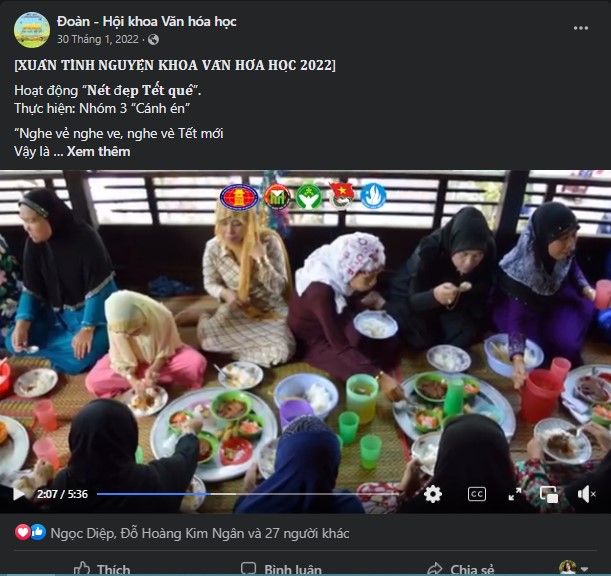 Đoàn - Hội khoa Văn hóa học
30 Tháng 1, 2022 ·
[XUÂN TÌNH NGUYỆN KHOA VĂN HÓA HỌC 2022]
Hoạt động “Nét đẹp Tết quê”.
Thực hiện: Nhóm 3 “Cánh én”
“Nghe vẻ nghe ve, nghe vè Tết mới
Vậy là ... Xem thêm
2:07 / 5:36
CC
Ngọc Diệp, Đỗ Hoàng Kim Ngân và 27 người khác
Thích
Bình luận
Chia sẻ